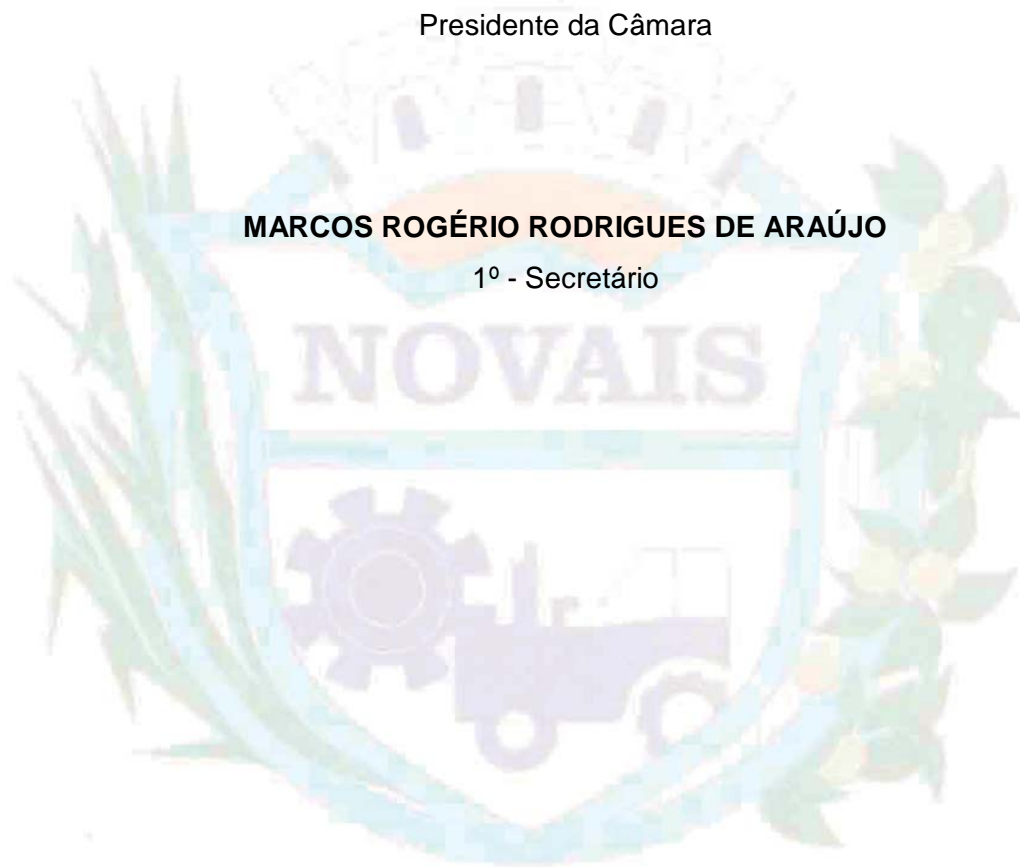 Presidente da Câmara
MARCOS ROGÉRIO RODRIGUES DE ARAÚJO
1º - Secretário
NOVAIS